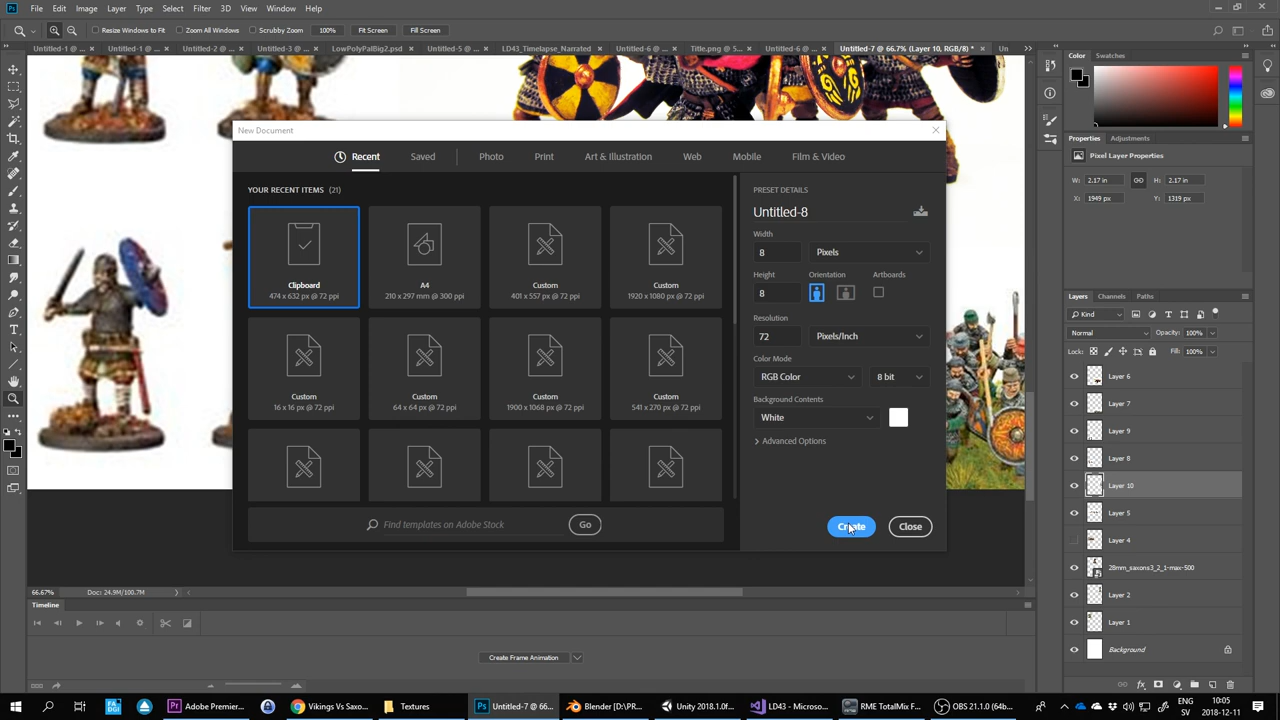 Ps File Edit Image Layer Type Select Filter 3D View Window Help
Resize Windows to Fit Zoom All Windows Scrubby Zoom 100% Fit Screen Fill Screen
Untitled-1 @ ... Untitled-1 @ ... Untitled-2 @ ... Untitled-3 @ ... LowPolyPalBig2.psd Untitled-5 @ ... LD43_Timelapse_Narrated Untitled-6 @ ... Title.png @ 5... Untitled-6 @ ... Untitled-7 @ 66.7% (Layer 10, RGB/8) * Un
Color Swatches
New Document
Recent Saved Photo Print Art & Illustration Web Mobile Film & Video
YOUR RECENT ITEMS (21)
Clipboard
474 x 632 px @ 72 ppi
A4
210 x 297 mm @ 300 ppi
Custom
401 x 557 px @ 72 ppi
Custom
1920 x 1080 px @ 72 ppi
Custom
16 x 16 px @ 72 ppi
Custom
64 x 64 px @ 72 ppi
Custom
1900 x 1068 px @ 72 ppi
Custom
541 x 270 px @ 72 ppi
Find templates on Adobe Stock Go
PRESET DETAILS
Untitled-8
Width
8 Pixels
Height Orientation Artboards
8
Resolution
72 Pixels/Inch
Color Mode
RGB Color 8 bit
Background Contents
White
Advanced Options
Create Close
Properties Adjustments
Pixel Layer Properties
W: 2.17 in GO H: 2.17 in
X: 1949 px Y: 1319 px
Layers Channels Paths
Kind
Normal Opacity: 100%
Lock: Fill: 100%
Layer 6
Layer 7
Layer 9
Layer 8
Layer 10
Layer 5
Layer 4
28mm_saxons3_2_1-max-500
Layer 2
Layer 1
Background
fx
66.67% Doc: 24.9M/100.7M
Timeline
Create Frame Animation
FA DGI Pr Adobe Premier... Vikings Vs Saxo... Textures Ps Untitled-7 @ 66... Blender [D:\PR... Unity 2018.1.0f... LD43 - Microso... RME TotalMix F... OBS 21.1.0 (64b...
ENG
SV
10:05
2018-12-11